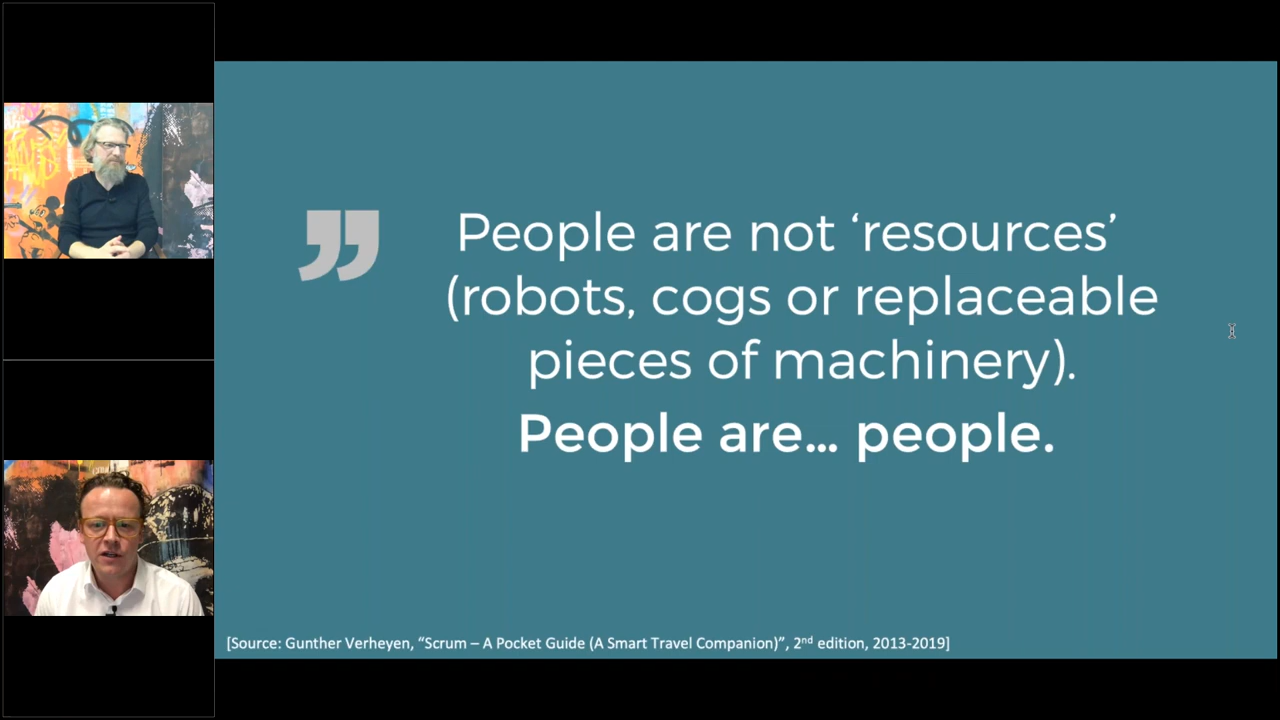 ”
People are not ‘resources’
(robots, cogs or replaceable
pieces of machinery).
People are… people.
[Source: Gunther Verheyen, “Scrum – A Pocket Guide (A Smart Travel Companion)”, 2nd edition, 2013-2019]